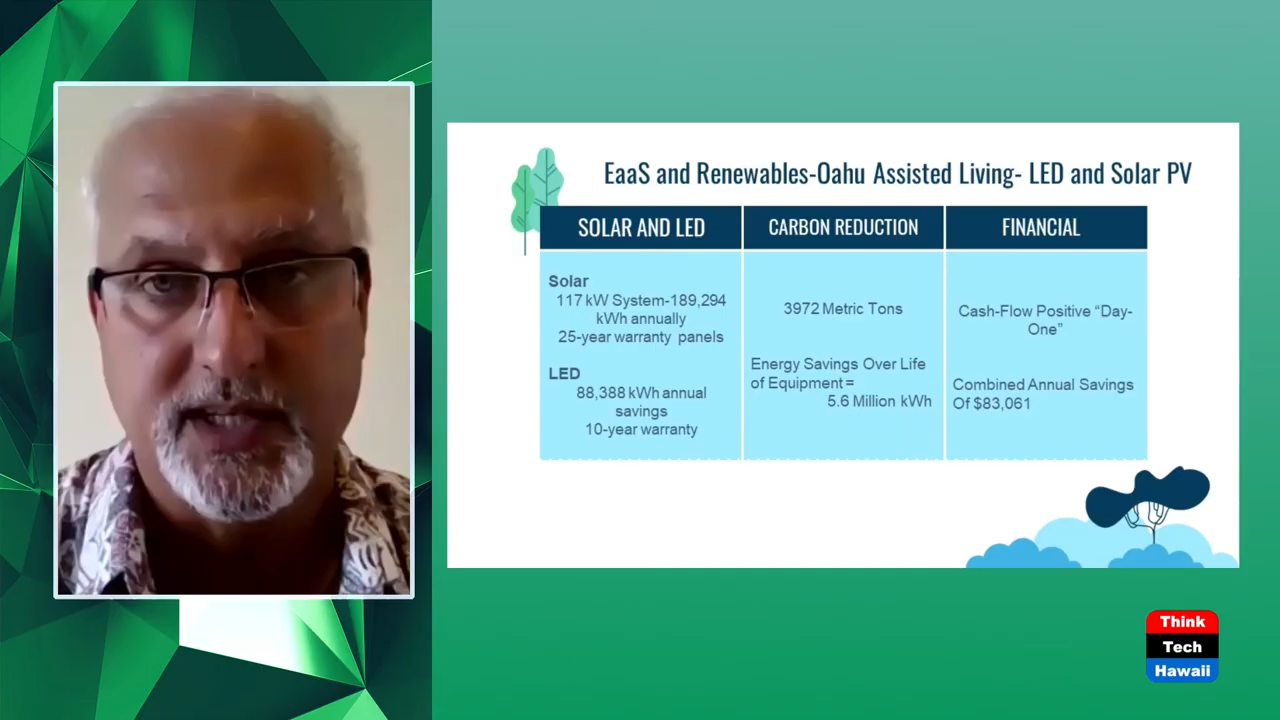 EaaS and Renewables-Oahu Assisted Living- LED and Solar PV
SOLAR AND LED
Solar
117 kW System-189,294
kWh annually
25-year warranty panels
LED
88,388 kWh annual
savings
10-year warranty
CARBON REDUCTION
3972 Metric Tons
Energy Savings Over Life
of Equipment =
5.6 Million kWh
FINANCIAL
Cash-Flow Positive “Day-
One”
Combined Annual Savings
Of $83,061
Think
Tech
Hawaii